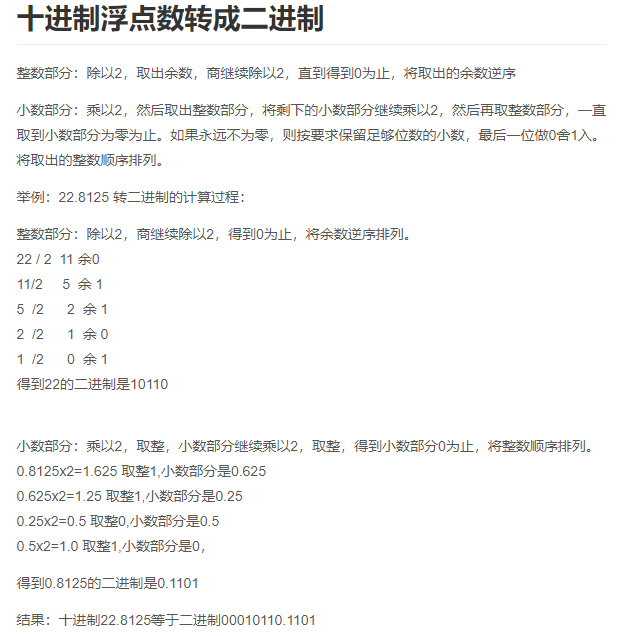 十进制浮点数转成二进制
整数部分：除以2，取出余数，商继续除以2，直到得到0为止，将取出的余数逆序
小数部分：乘以2，然后取出整数部分，将剩下的小数部分继续乘以2，然后再取整数部分，一直
取到小数部分为零为止。如果永远不为零，则按要求保留足够位数的小数，最后一位做0舍1入。
将取出的整数顺序排列。
举例：22.8125 转二进制的计算过程：
整数部分：除以2，商继续除以2，得到0为止，将余数逆序排列。
22 / 2 11 余0
11/2 5 余 1
5 /2 2 余 1
2 /2 1 余 0
1 /2 0 余 1
得到22的二进制是10110
小数部分：乘以2，取整，小数部分继续乘以2，取整，得到小数部分0为止，将整数顺序排列。
0.8125x2=1.625 取整1,小数部分是0.625
0.625x2=1.25 取整1,小数部分是0.25
0.25x2=0.5 取整0,小数部分是0.5
0.5x2=1.0 取整1,小数部分是0，
得到0.8125的二进制是0.1101
结果：十进制22.8125等于二进制00010110.1101